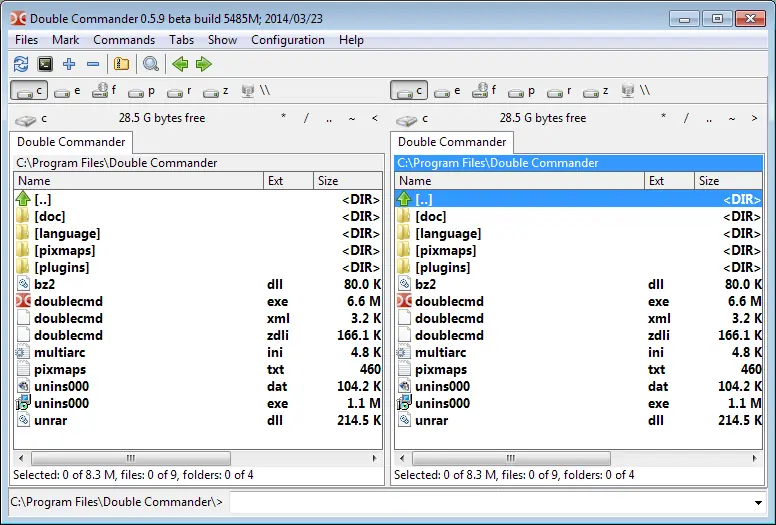 Double Commander 0.5.9 beta build 5485M; 2014/03/23
Files Mark Commands Tabs Show Configuration Help
c e f p r z \\ c e f p r z \\
c 28.5 G bytes free * / .. ~ < c 28.5 G bytes free * / .. ~ >
Double Commander Double Commander
C:\Program Files\Double Commander C:\Program Files\Double Commander
Name Ext Size Name Ext Size
[..] <DIR> [..] <DIR>
[doc] <DIR> [doc] <DIR>
[language] <DIR> [language] <DIR>
[pixmaps] <DIR> [pixmaps] <DIR>
[plugins] <DIR> [plugins] <DIR>
bz2 dll 80.0 K bz2 dll 80.0 K
doublecmd exe 6.6 M doublecmd exe 6.6 M
doublecmd xml 3.2 K doublecmd xml 3.2 K
doublecmd zdli 166.1 K doublecmd zdli 166.1 K
multiarc ini 4.8 K multiarc ini 4.8 K
pixmaps txt 460 pixmaps txt 460
unins000 dat 104.2 K unins000 dat 104.2 K
unins000 exe 1.1 M unins000 exe 1.1 M
unrar dll 214.5 K unrar dll 214.5 K
Selected: 0 of 8.3 M, files: 0 of 9, folders: 0 of 4 Selected: 0 of 8.3 M, files: 0 of 9, folders: 0 of 4
C:\Program Files\Double Commander\>